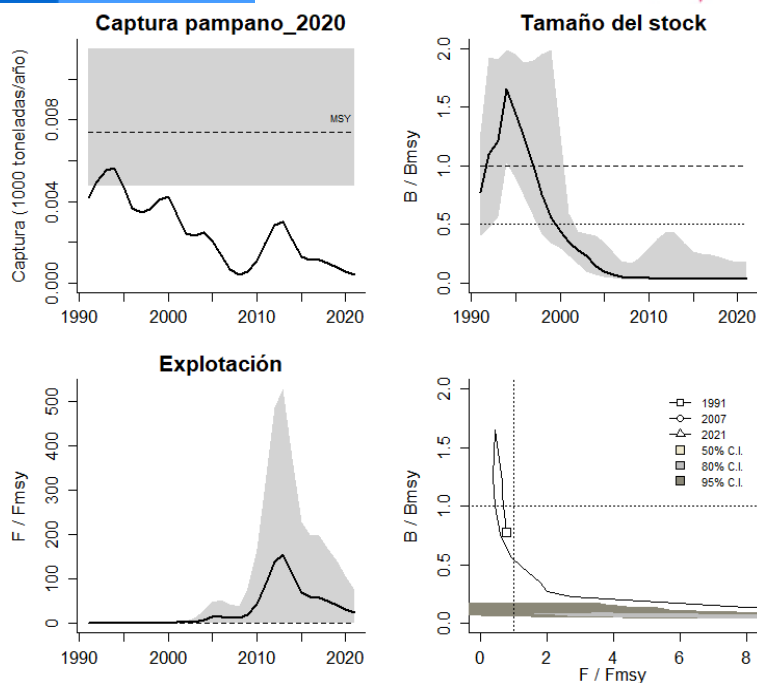 Captura pampano_2020
Captura (1000 toneladas/año)
0.008
0.004
0.000
MSY
1990 2000 2010 2020
Tamaño del stock
B / Bmsy
2.0
1.5
1.0
0.5
0.0
1990 2000 2010 2020
Explotación
F / Fmsy
500
400
300
200
100
0
1990 2000 2010 2020
B / Bmsy
2.0
1.5
1.0
0.5
0.0
1991
2007
2021
50% C.I.
80% C.I.
95% C.I.
0 2 4 6 8
F / Fmsy